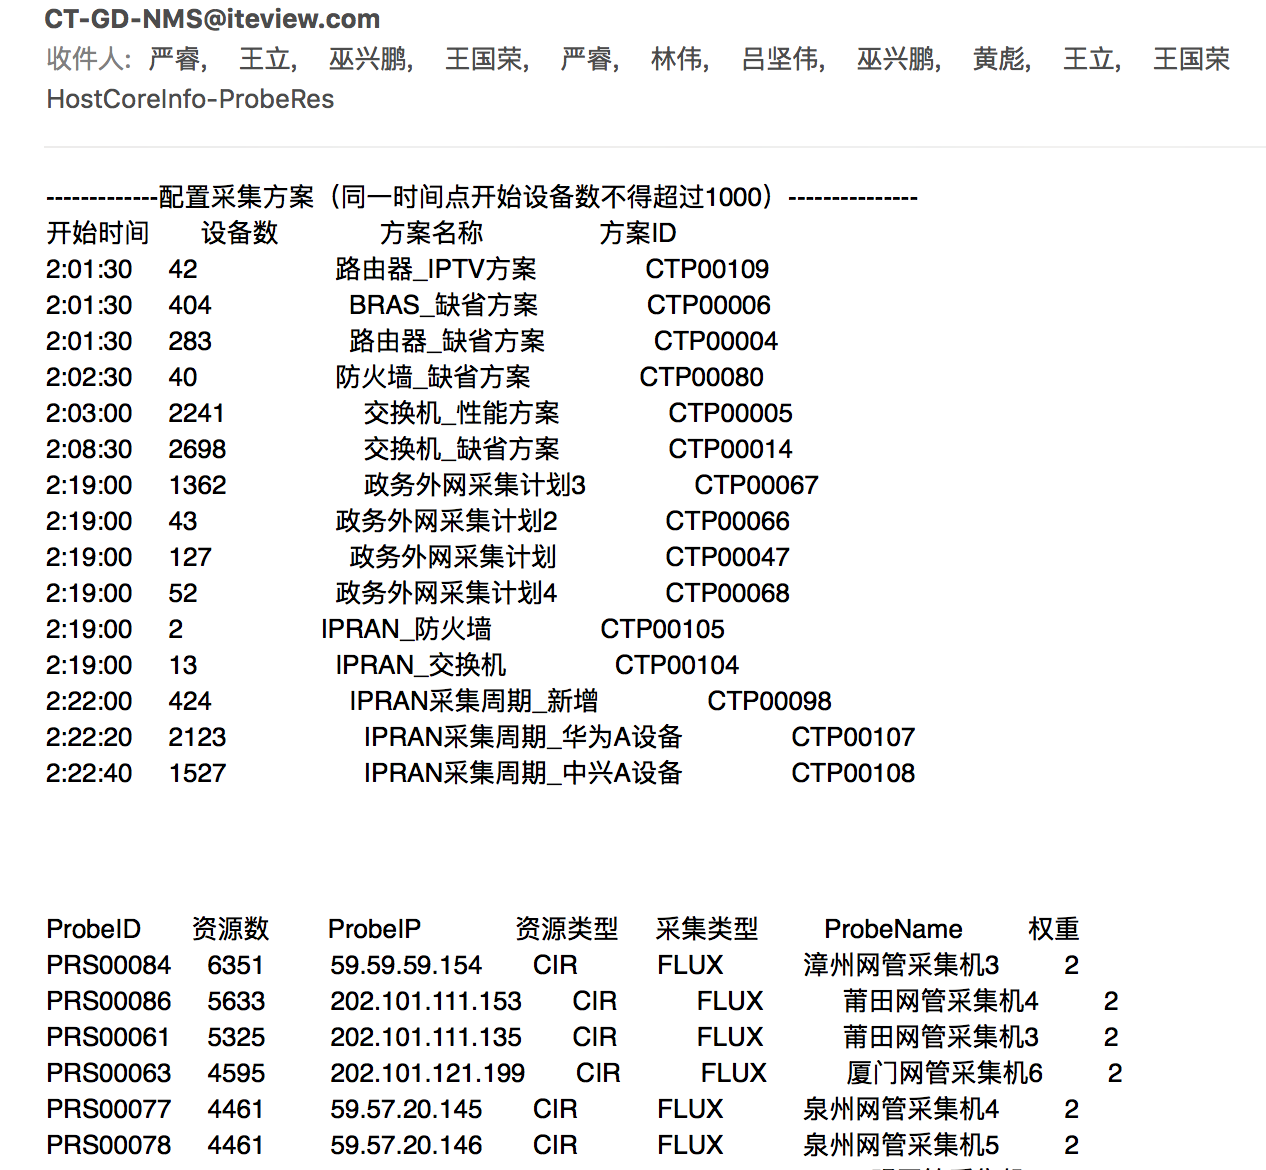 CT-GD-NMS@iteview.com
收件人: 严睿, 王立, 巫兴鹏, 王国荣, 严睿, 林伟, 吕坚伟, 巫兴鹏, 黄彪, 王立, 王国荣
HostCoreInfo-ProbeRes
-------------配置采集方案（同一时间点开始设备数不得超过1000）---------------
开始时间 设备数 方案名称 方案ID
2:01:30 42 路由器_IPTV方案 CTP00109
2:01:30 404 BRAS_缺省方案 CTP00006
2:01:30 283 路由器_缺省方案 CTP00004
2:02:30 40 防火墙_缺省方案 CTP00080
2:03:00 2241 交换机_性能方案 CTP00005
2:08:30 2698 交换机_缺省方案 CTP00014
2:19:00 1362 政务外网采集计划3 CTP00067
2:19:00 43 政务外网采集计划2 CTP00066
2:19:00 127 政务外网采集计划 CTP00047
2:19:00 52 政务外网采集计划4 CTP00068
2:19:00 2 IPRAN_防火墙 CTP00105
2:19:00 13 IPRAN_交换机 CTP00104
2:22:00 424 IPRAN采集周期_新增 CTP00098
2:22:20 2123 IPRAN采集周期_华为A设备 CTP00107
2:22:40 1527 IPRAN采集周期_中兴A设备 CTP00108
ProbeID 资源数 ProbeIP 资源类型 采集类型 ProbeName 权重
PRS00084 6351 59.59.59.154 CIR FLUX 漳州网管采集机3 2
PRS00086 5633 202.101.111.153 CIR FLUX 莆田网管采集机4 2
PRS00061 5325 202.101.111.135 CIR FLUX 莆田网管采集机3 2
PRS00063 4595 202.101.121.199 CIR FLUX 厦门网管采集机6 2
PRS00077 4461 59.57.20.145 CIR FLUX 泉州网管采集机4 2
PRS00078 4461 59.57.20.146 CIR FLUX 泉州网管采集机5 2